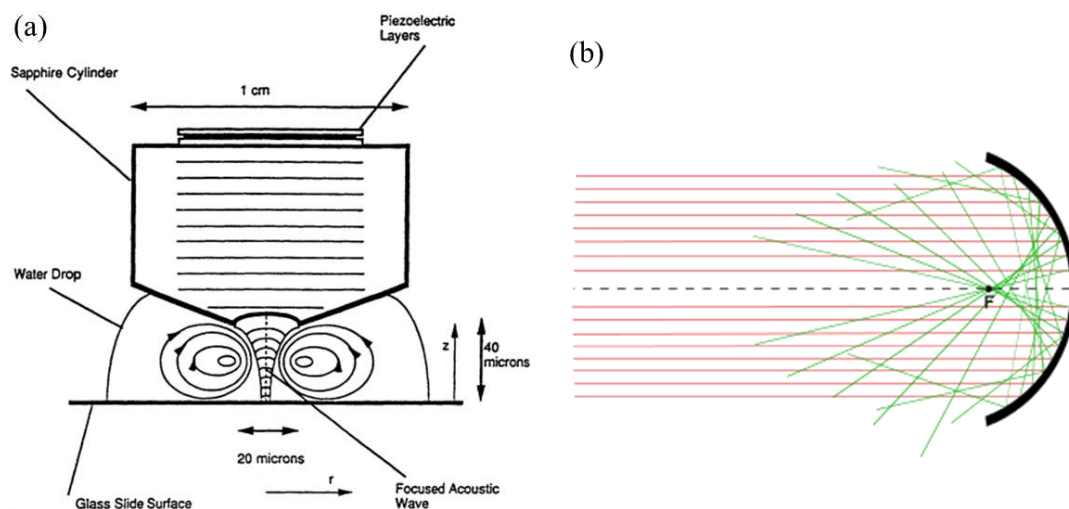 (a)
Piezoelectric
Layers
Sapphire Cylinder
1 cm
(b)
Water Drop
z
40
microns
F
20 microns
r
Glass Slide Surface
Focused Acoustic
Wave